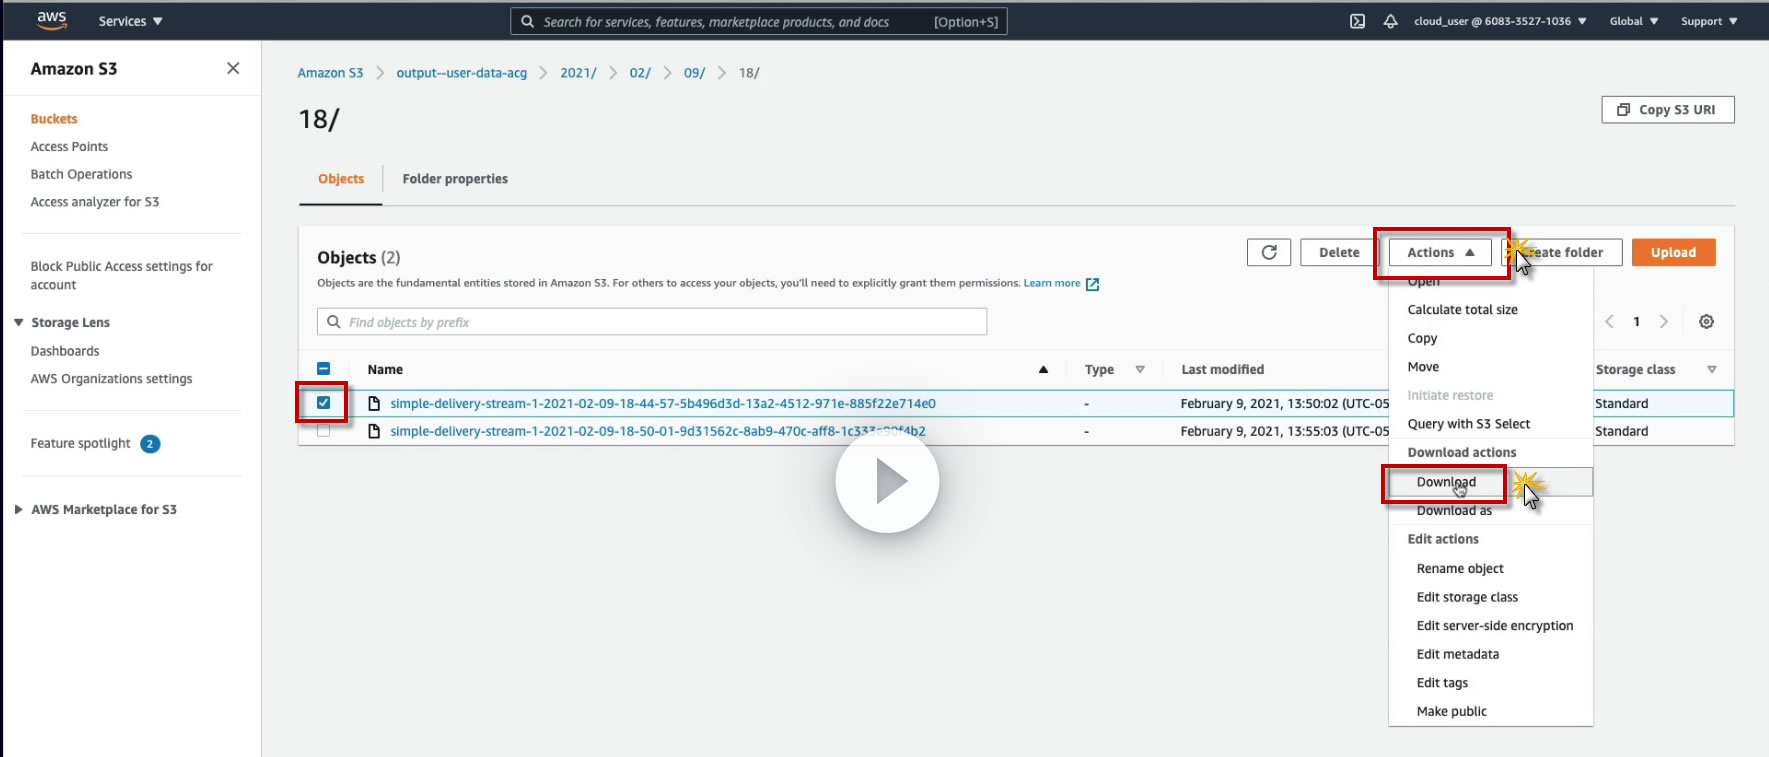 aws Services Search for services, features, marketplace products, and docs [Option+S] cloud_user @ 6083-3527-1036 Global Support
Amazon S3
Buckets
Access Points
Batch Operations
Access analyzer for S3
Block Public Access settings for
account
Storage Lens
Dashboards
AWS Organizations settings
Feature spotlight 2
AWS Marketplace for S3
Amazon S3 output--user-data-acg 2021/ 02/ 09/ 18/
18/
Copy S3 URI
Objects Folder properties
Objects (2)
Delete Actions Create folder Upload
Objects are the fundamental entities stored in Amazon S3. For others to access your objects, you'll need to explicitly grant them permissions. Learn more
Find objects by prefix
1
Name Type Last modified Storage class
simple-delivery-stream-1-2021-02-09-18-44-57-5b496d3d-13a2-4512-971e-885f22e714e0 - February 9, 2021, 13:50:02 (UTC-05 Standard
simple-delivery-stream-1-2021-02-09-18-50-01-9d31562c-8ab9-470c-aff8-1c333c90f4b2 - February 9, 2021, 13:55:03 (UTC-05 Standard
Open
Calculate total size
Copy
Move
Initiate restore
Query with S3 Select
Download actions
Download
Download as
Edit actions
Rename object
Edit storage class
Edit server-side encryption
Edit metadata
Edit tags
Make public